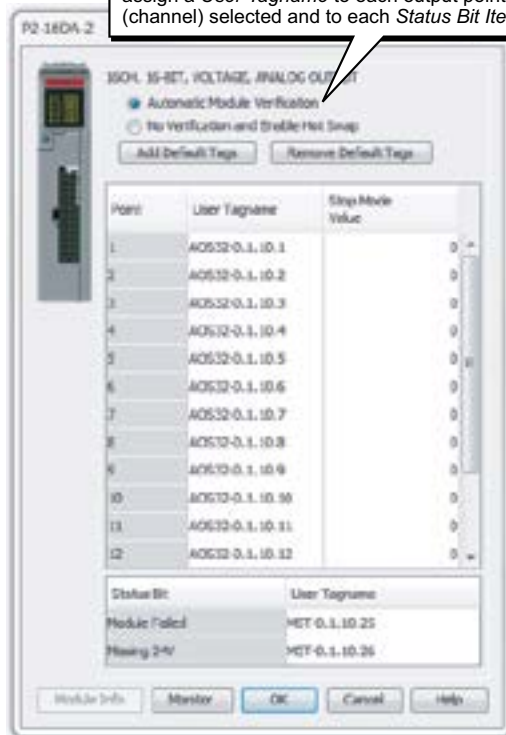 assign a User Tagname to each output point
(channel) selected and to each Status Bit Ite
P2-16DA-2
16CH. 16-BIT, VOLTAGE, ANALOG OUTPUT
Automatic Module Verification
No Verification and Enable Hot Swap
Add Default Tags Remove Default Tags
Point User Tagname Stop Mode Value
1 AOS32-0.1.10.1 0
2 AOS32-0.1.10.2 0
3 AOS32-0.1.10.3 0
4 AOS32-0.1.10.4 0
5 AOS32-0.1.10.5 0
6 AOS32-0.1.10.6 0
7 AOS32-0.1.10.7 0
8 AOS32-0.1.10.8 0
9 AOS32-0.1.10.9 0
10 AOS32-0.1.10.10 0
11 AOS32-0.1.10.11 0
12 AOS32-0.1.10.12 0
Status Bit User Tagname
Module Failed MST-0.1.10.25
Missing 24V MST-0.1.10.26
Module Info Monitor OK Cancel Help